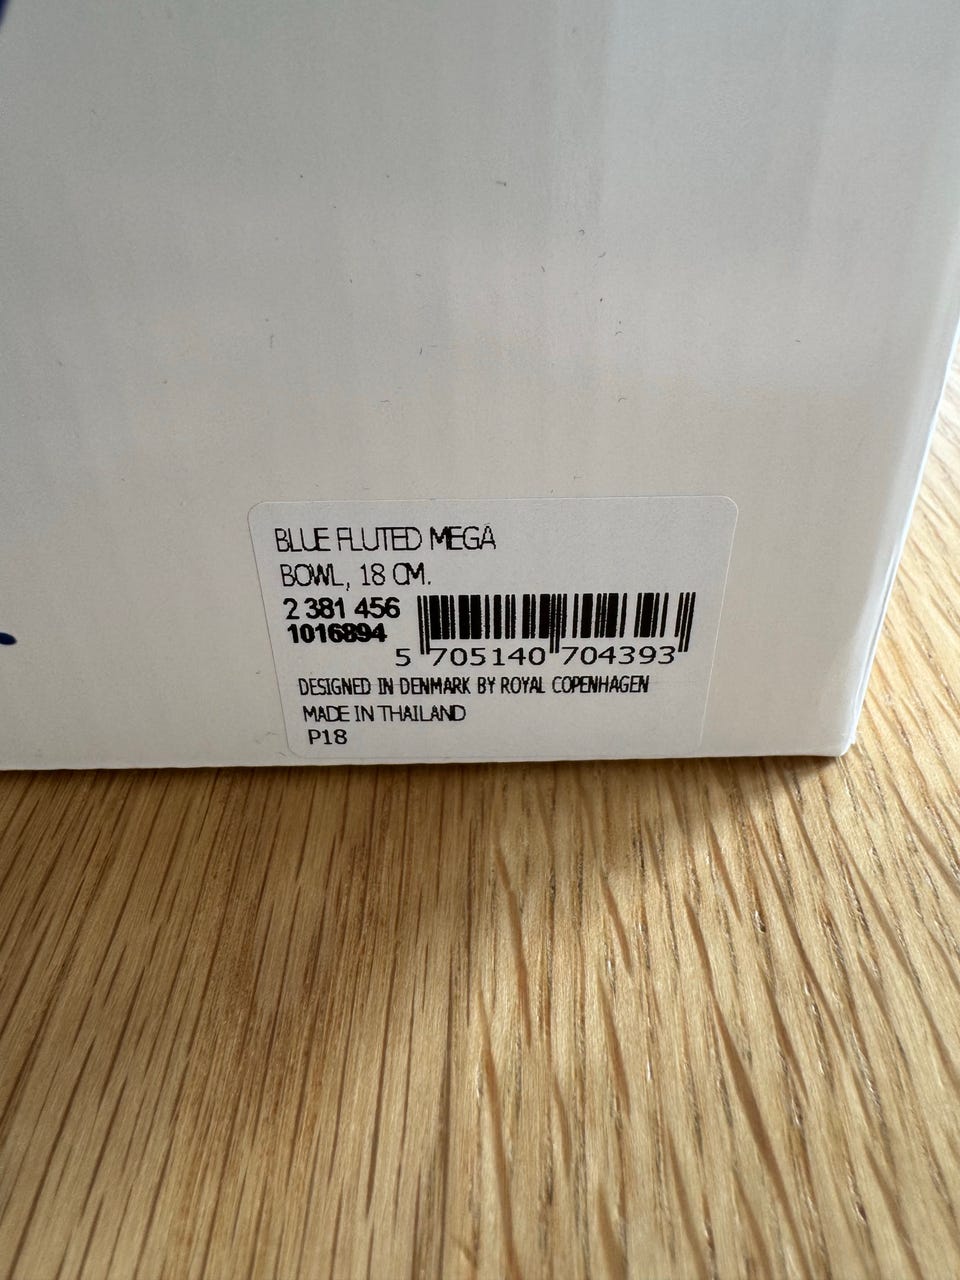 BLUE FLUTED MEGA
BOWL, 18 CM.
2 381 456
1016894
5 705140 704393
DESIGNED IN DENMARK BY ROYAL COPENHAGEN
MADE IN THAILAND
P18